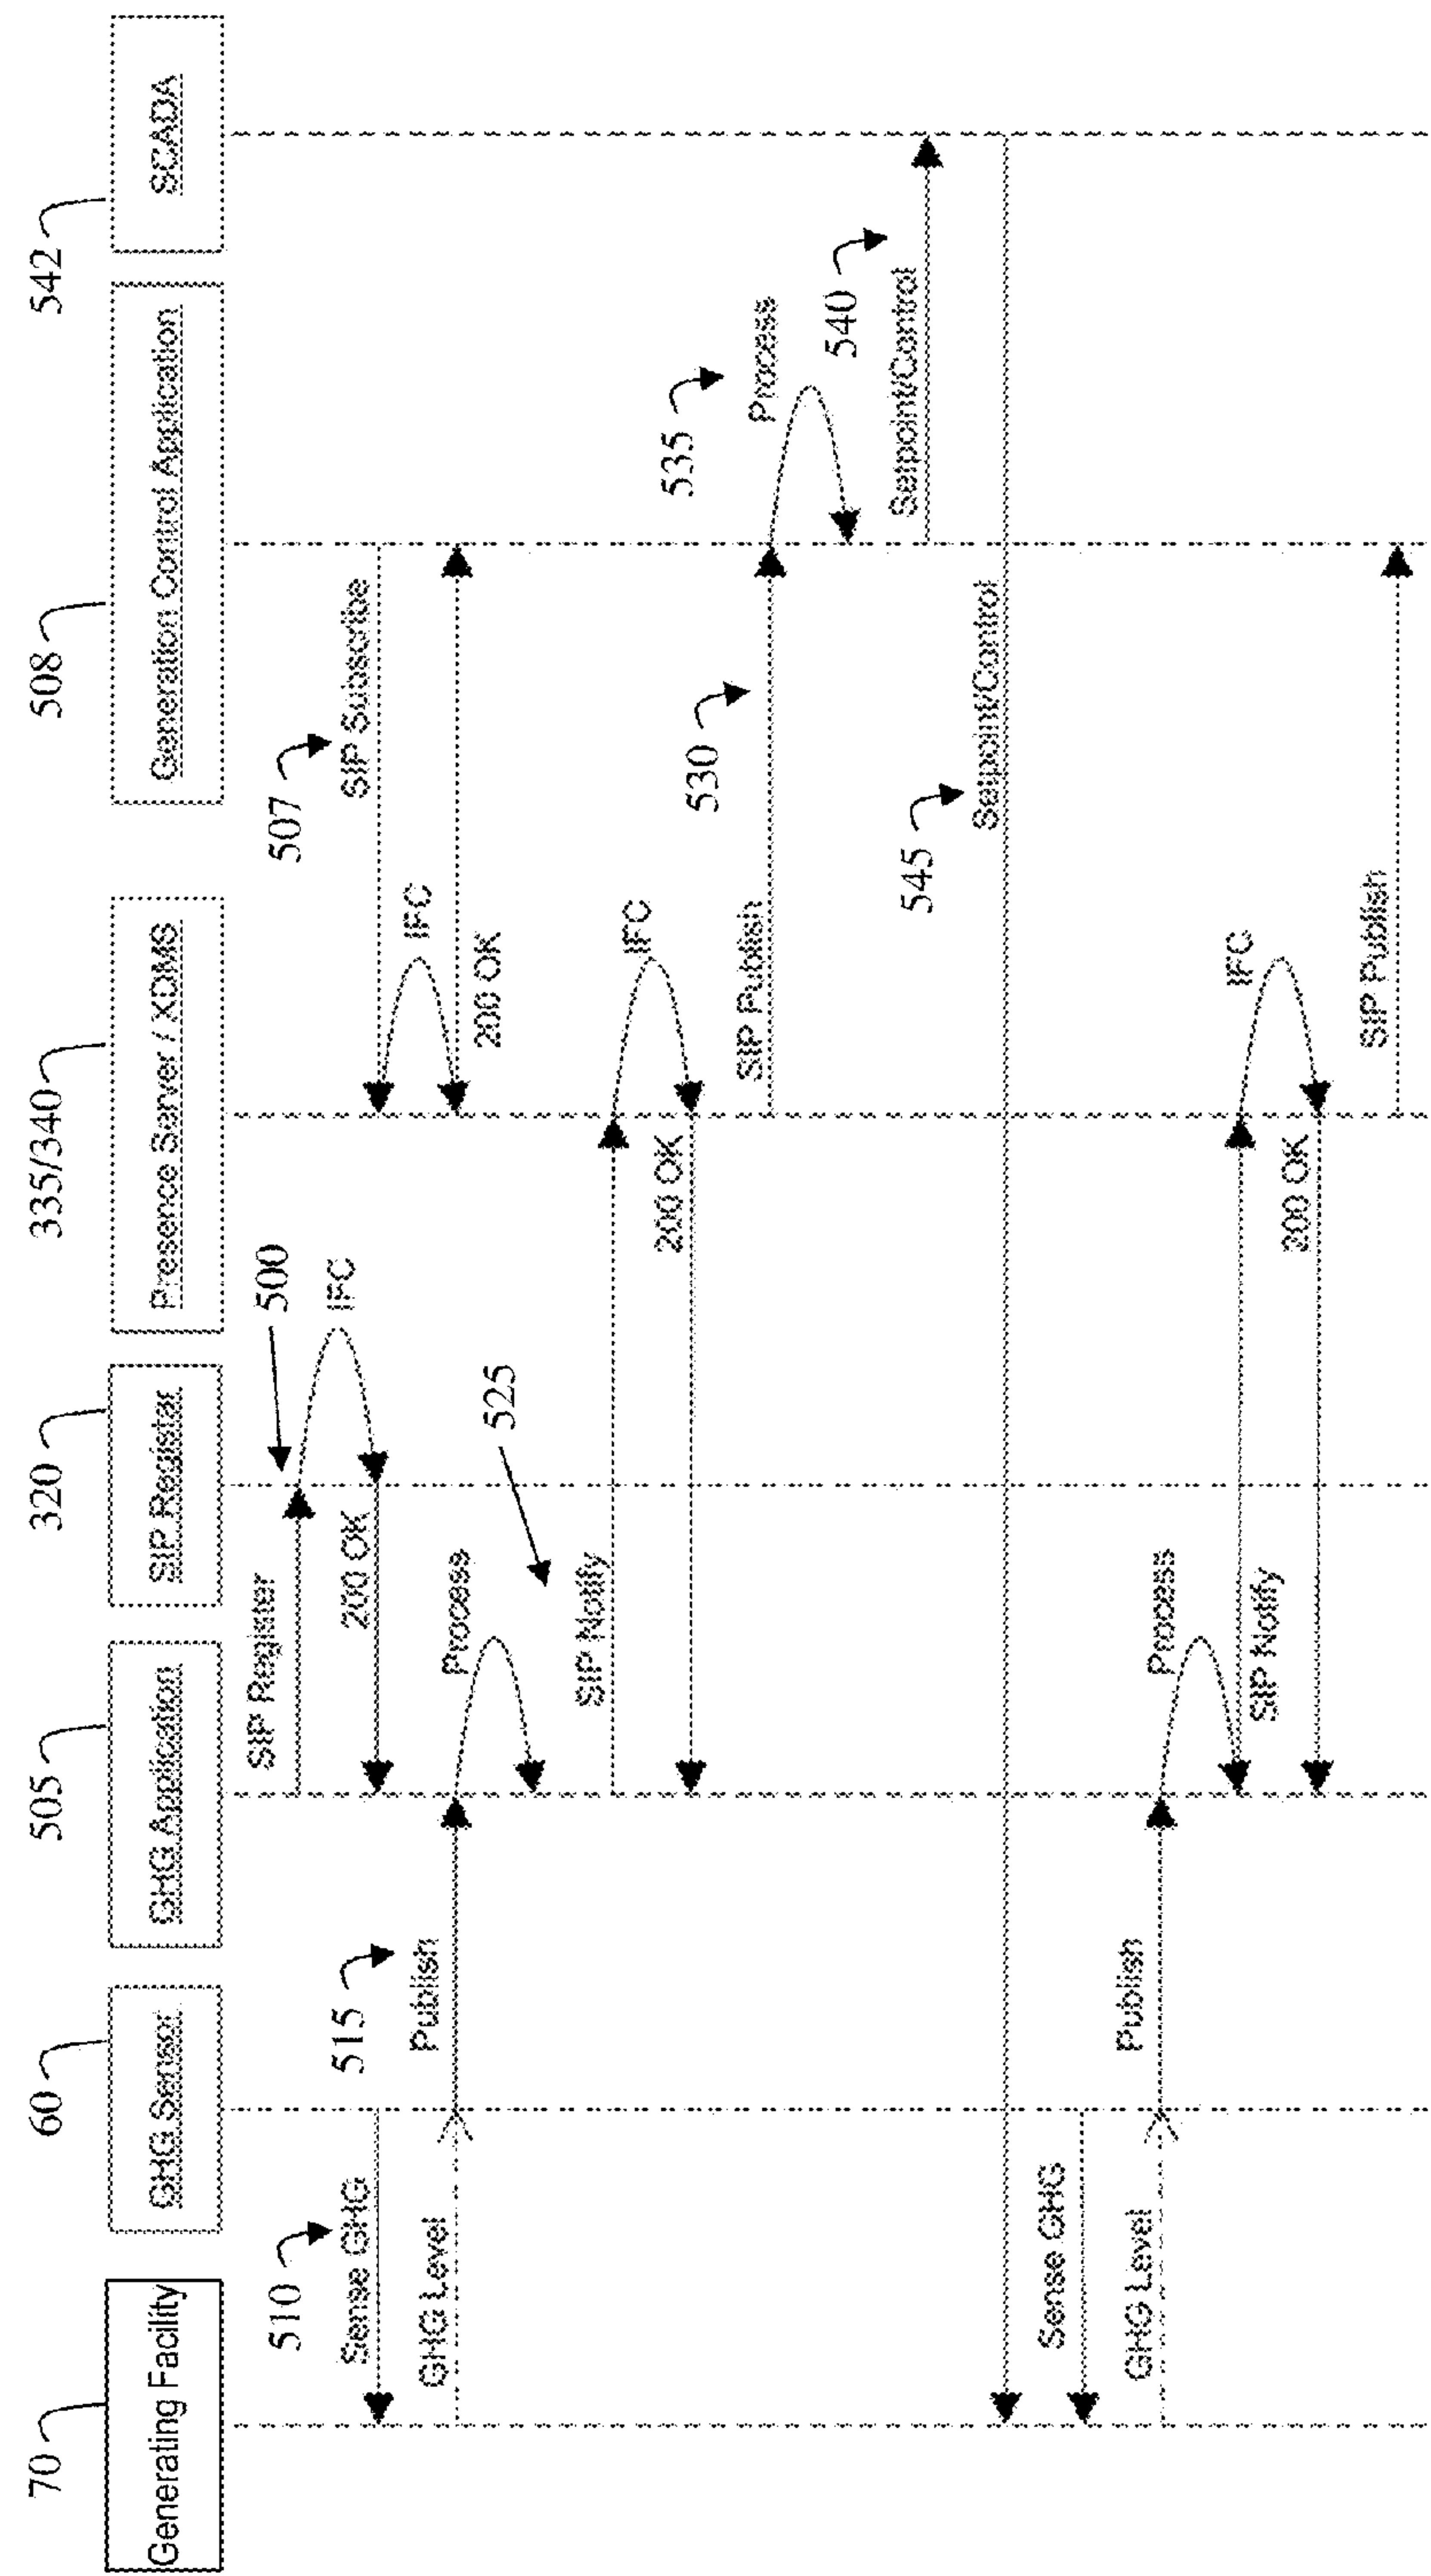 70
Generating Facility
60
GHG Sensor
505
GHG Application
320
SIP Register
335/340
Presence Server / XDMS
508
Generation Control Application
542
SCADA
SIP Register
500
IFC
510
Sense GHG
200 OK
507
SIP Subscribe
IFC
GHG Level
515
Publish
Process
200 OK
525
SIP Notify
IFC
200 OK
SIP Publish
530
535
Process
540
Setpoint/Control
545
Setpoint/Control
Sense GHG
GHG Level
Publish
Process
SIP Notify
IFC
200 OK
SIP Publish